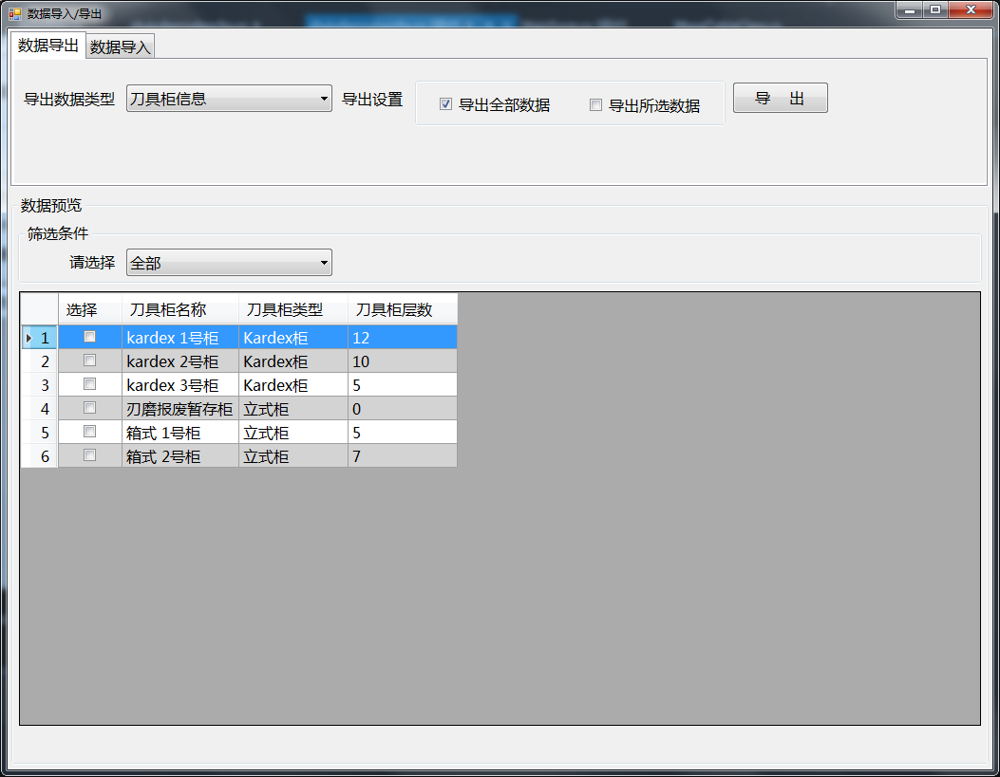 数据导入/导出
数据导出 数据导入
导出数据类型 刀具柜信息 导出设置 导出全部数据 导出所选数据 导 出
数据预览
筛选条件
请选择 全部
选择 刀具柜名称 刀具柜类型 刀具柜层数
1 kardex 1号柜 Kardex柜 12
2 kardex 2号柜 Kardex柜 10
3 kardex 3号柜 Kardex柜 5
4 刃磨报废暂存柜 立式柜 0
5 箱式 1号柜 立式柜 5
6 箱式 2号柜 立式柜 7